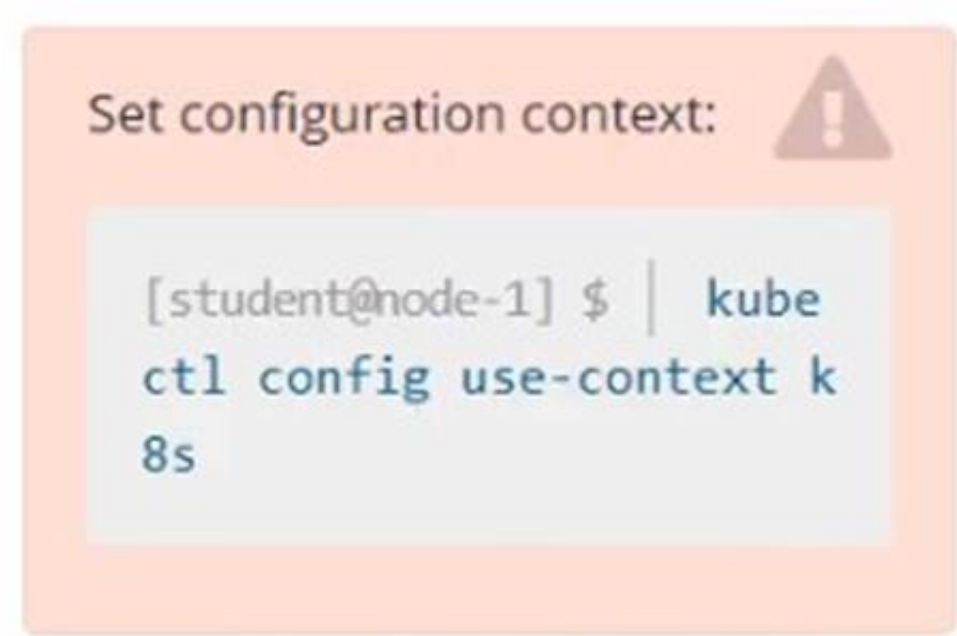 Set configuration context:
[student@node-1] $ | kube
ctl config use-context k
8s